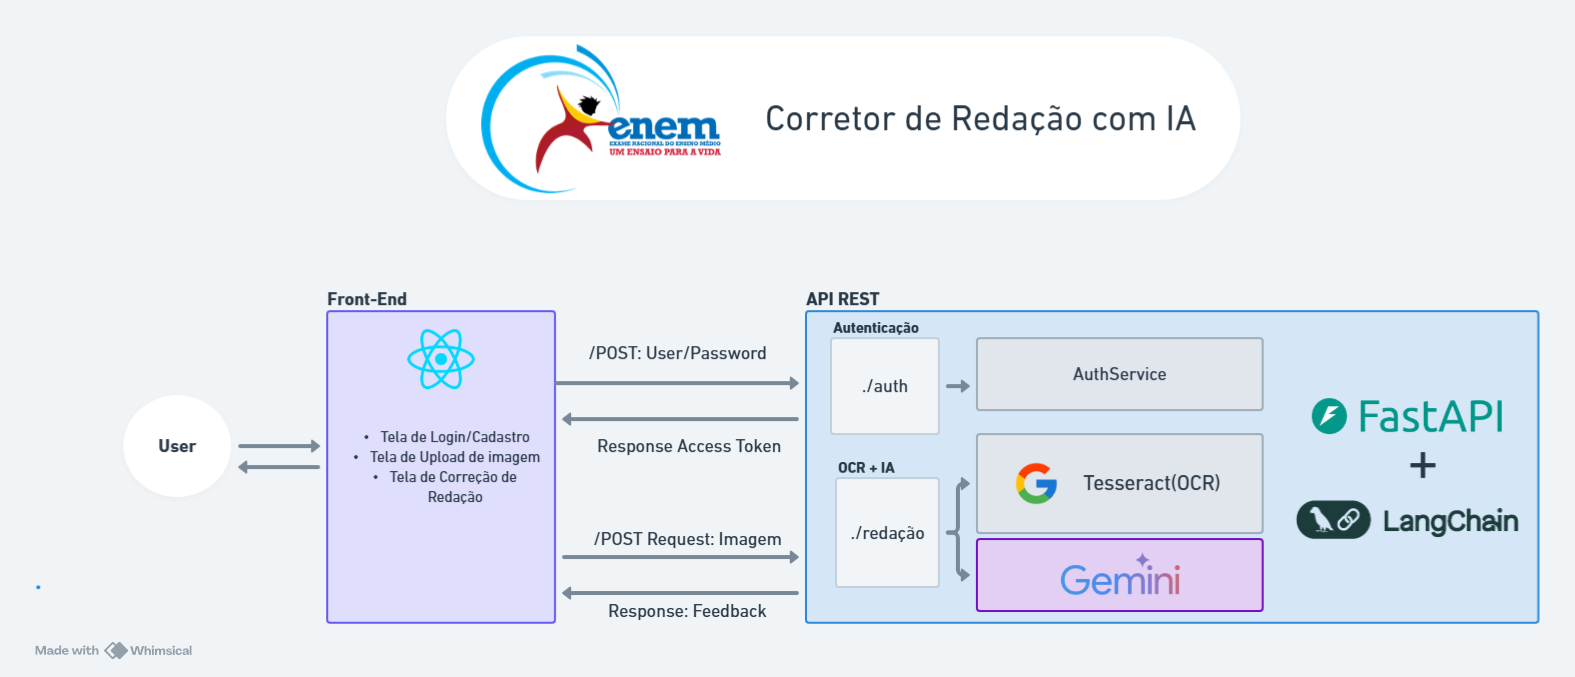 enem
EXAME NACIONAL DO ENSINO MÉDIO
UM ENSAIO PARA A VIDA
Corretor de Redação com IA
Front-End
API REST
Autenticação
/POST: User/Password
./auth
AuthService
FastAPI
User
• Tela de Login/Cadastro
• Tela de Upload de imagem
• Tela de Correção de
Redação
Response Access Token
OCR + IA
+
Tesseract(OCR)
LangChain
/POST Request: Imagem
./redação
Gemini
Response: Feedback
Made with Whimsical